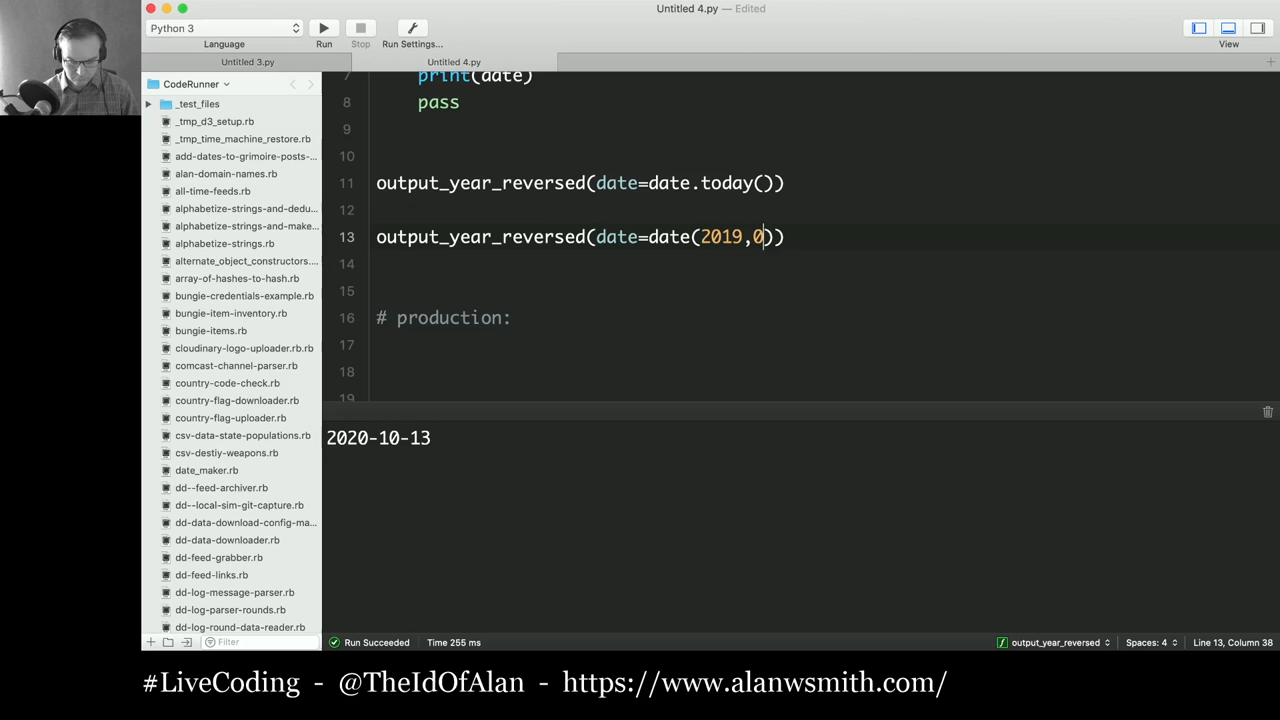 Untitled 4.py — Edited
Python 3
Language
Run
Stop
Run Settings...
View
Untitled 3.py
Untitled 4.py
CodeRunner
_test_files
_tmp_d3_setup.rb
_tmp_time_machine_restore.rb
add-dates-to-grimoire-posts-...
alan-domain-names.rb
all-time-feeds.rb
alphabetize-strings-and-dedu...
alphabetize-strings-and-make...
alphabetize-strings.rb
alternate_object_constructors....
array-of-hashes-to-hash.rb
bungie-credentials-example.rb
bungie-item-inventory.rb
bungie-items.rb
cloudinary-logo-uploader.rb.rb
comcast-channel-parser.rb
country-code-check.rb
country-flag-downloader.rb
country-flag-uploader.rb
csv-data-state-populations.rb
csv-destiy-weapons.rb
date_maker.rb
dd--feed-archiver.rb
dd--local-sim-git-capture.rb
dd-data-download-config-ma...
dd-data-downloader.rb
dd-feed-grabber.rb
dd-feed-links.rb
dd-log-message-parser.rb
dd-log-parser-rounds.rb
dd-log-round-data-reader.rb
Filter
7 print(date)
8 pass
9
10
11 output_year_reversed(date=date.today())
12
13 output_year_reversed(date=date(2019,0))
14
15
16 # production:
17
18
19
2020-10-13
Run Succeeded Time 255 ms
output_year_reversed
Spaces: 4
Line 13, Column 38
#LiveCoding - @TheIdOfAlan - https://www.alanwsmith.com/